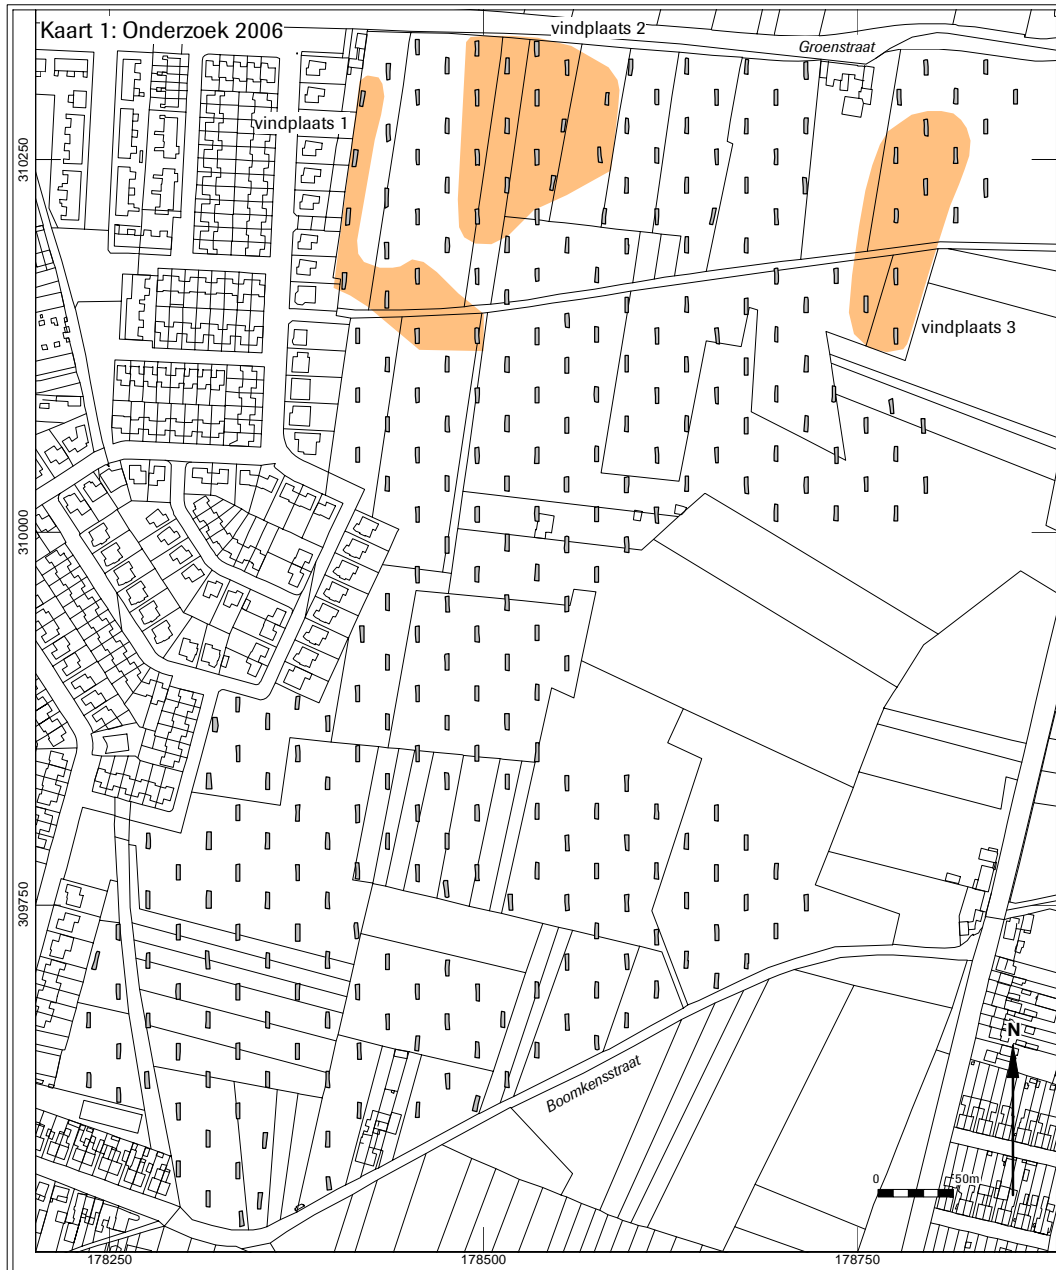 Kaart 1: Onderzoek 2006
vindplaats 2
Groenstraat
vindplaats 1
310250
vindplaats 3
310000
309750
N
Boomkensstraat
0 50m
178250 178500 178750